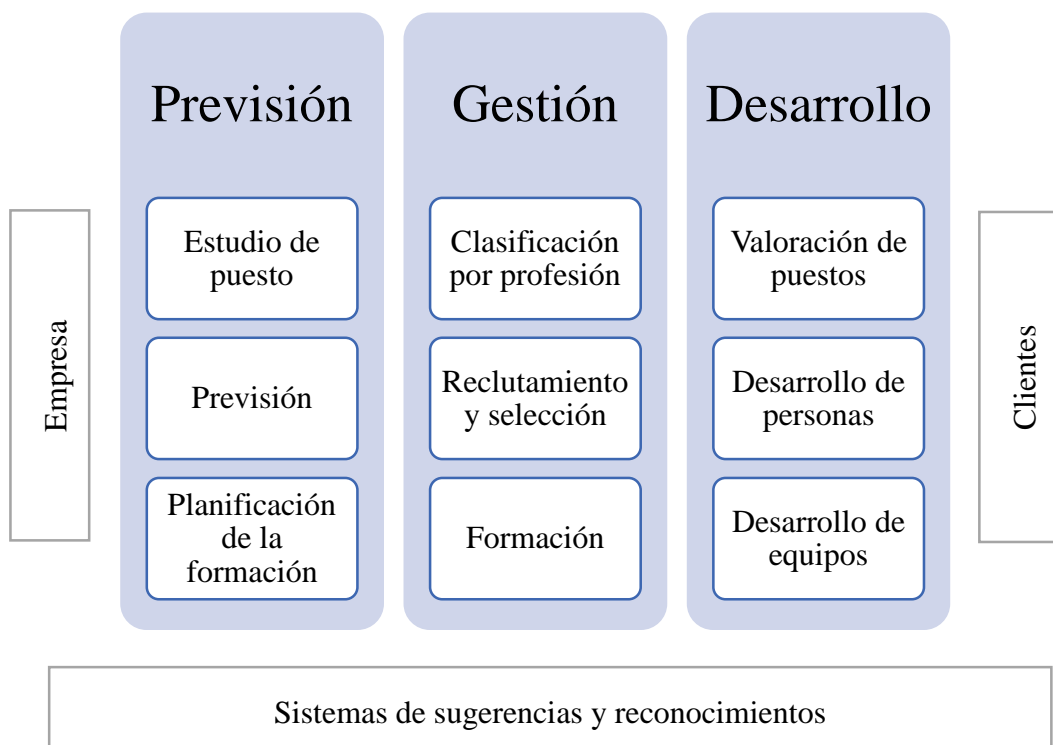 Previsión
Estudio de
puesto
Previsión
Planificación
de la
formación
Gestión
Clasificación
por profesión
Reclutamiento
y selección
Formación
Desarrollo
Valoración de
puestos
Desarrollo de
personas
Desarrollo de
equipos
Empresa
Clientes
Sistemas de sugerencias y reconocimientos